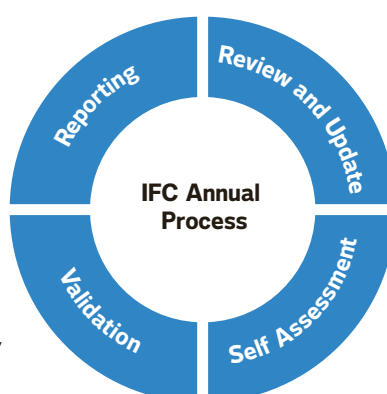 Reporting
Review and Update
IFC Annual
Process
Validation
Self Assessment